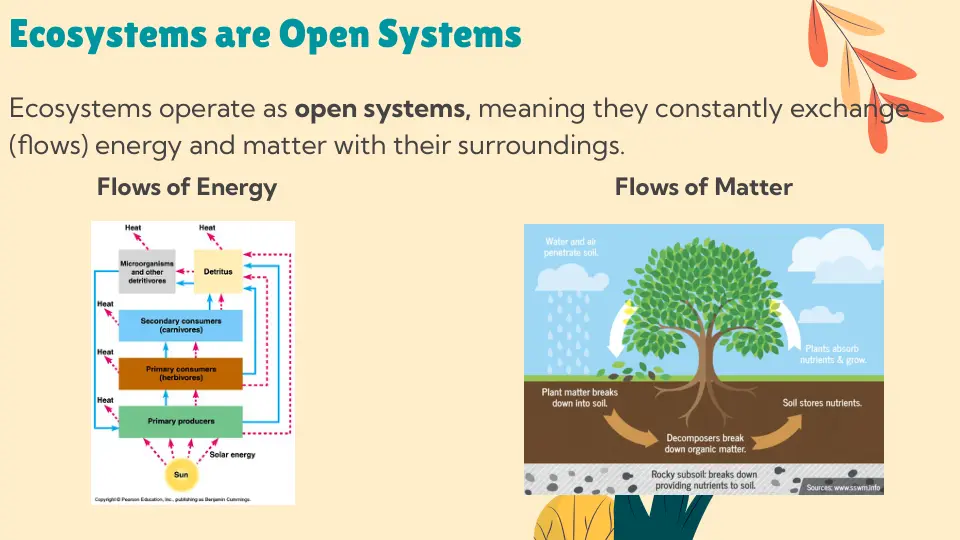 Ecosystems are Open Systems
Ecosystems operate as open systems, meaning they constantly exchange
(flows) energy and matter with their surroundings.
Flows of Energy
Flows of Matter
Heat
Heat
Microorganisms
and other
detritivores
Detritus
Heat
Secondary consumers
(carnivores)
Heat
Primary consumers
(herbivores)
Heat
Primary producers
Solar energy
Sun
Copyright © Pearson Education, Inc., publishing as Benjamin Cummings.
Water and air
penetrate soil.
Plants absorb
nutrients & grow.
Plant matter breaks
down into soil.
Soil stores nutrients.
Decomposers break
down organic matter.
Rocky subsoil: breaks down
providing nutrients to soil.
Sources: www.sswm.info